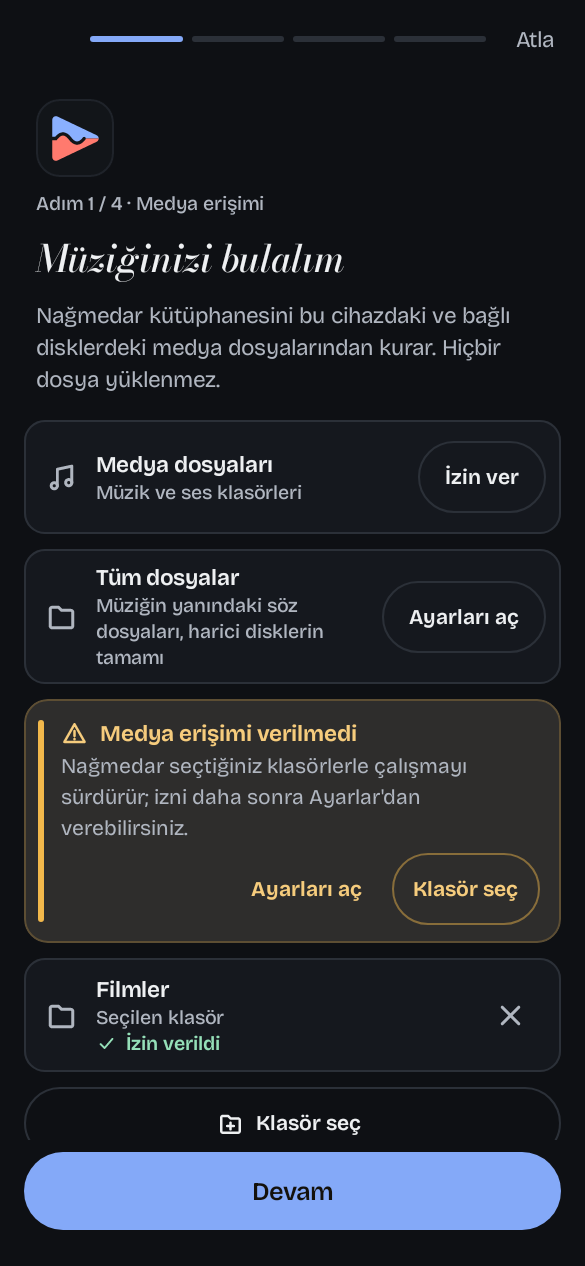 Atla
Adım 1 / 4 · Medya erişimi
Müziğinizi bulalım
Nağmedar kütüphanesini bu cihazdaki ve bağlı
disklerdeki medya dosyalarından kurar. Hiçbir
dosya yüklenmez.
Medya dosyaları
Müzik ve ses klasörleri
İzin ver
Tüm dosyalar
Müziğin yanındaki söz
dosyaları, harici disklerin
tamamı
Ayarları aç
Medya erişimi verilmedi
Nağmedar seçtiğiniz klasörlerle çalışmayı
sürdürür; izni daha sonra Ayarlar'dan
verebilirsiniz.
Ayarları aç
Klasör seç
Filmler
Seçilen klasör
İzin verildi
Klasör seç
Devam